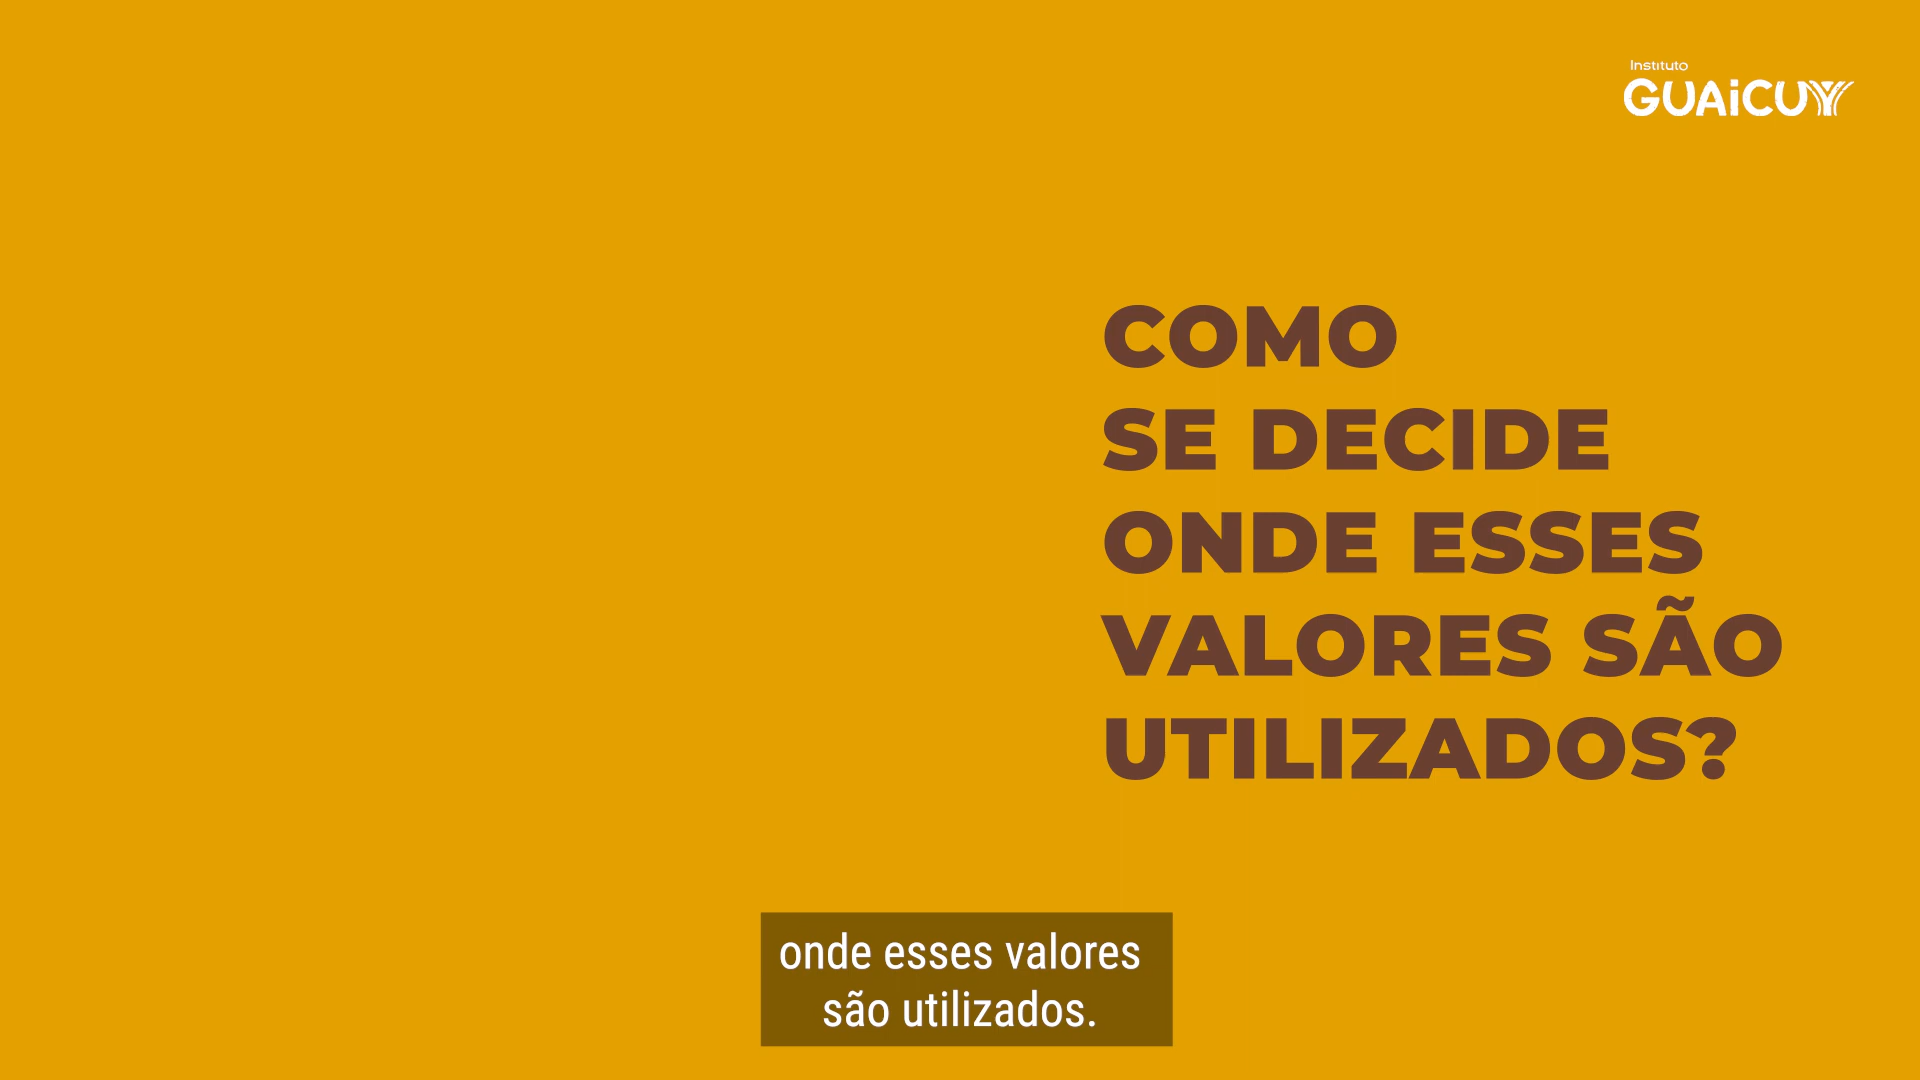 Instituto
GUAiCUY
COMO
SE DECIDE
ONDE ESSES
VALORES SÃO
UTILIZADOS?
onde esses valores
são utilizados.